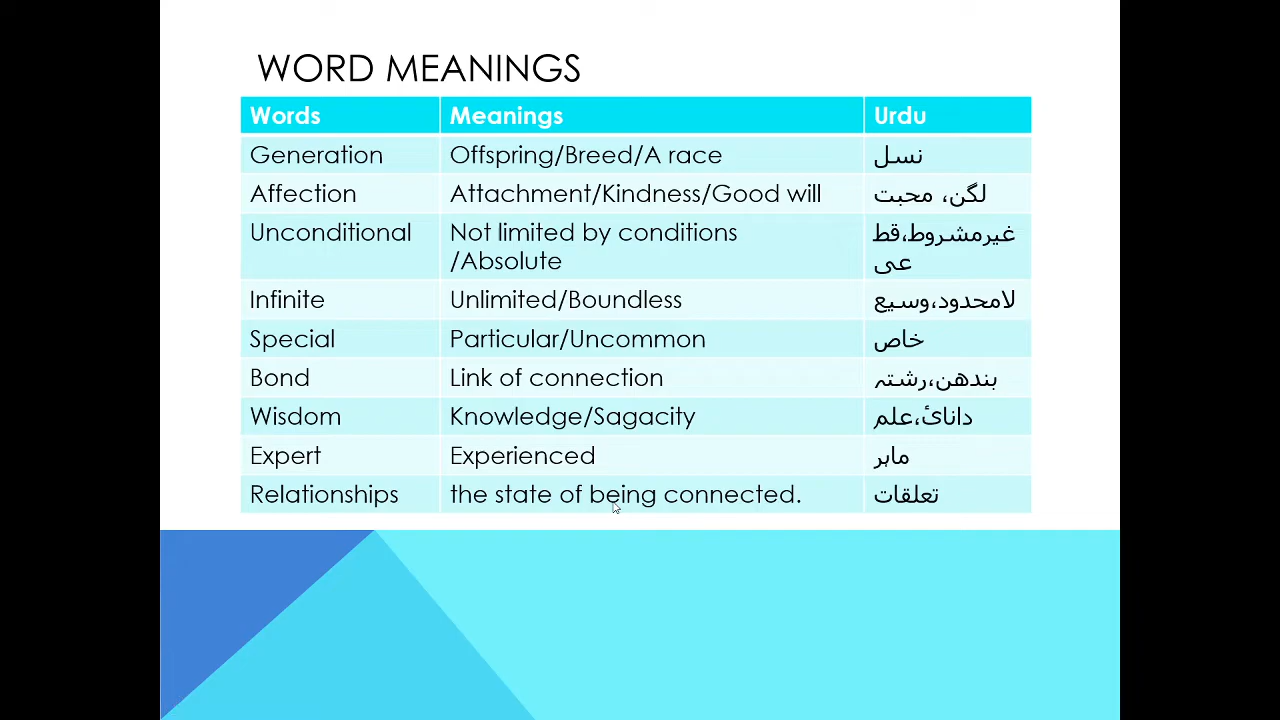 WORD MEANINGS
Words Meanings Urdu
Generation Offspring/Breed/A race نسل
Affection Attachment/Kindness/Good will لگن، محبت
Unconditional Not limited by conditions غیرمشروط،قط
/Absolute عی
Infinite Unlimited/Boundless لامحدود،وسیع
Special Particular/Uncommon خاص
Bond Link of connection بندھن،رشتہ
Wisdom Knowledge/Sagacity دانایٔ،علم
Expert Experienced ماہر
Relationships the state of being connected. تعلقات